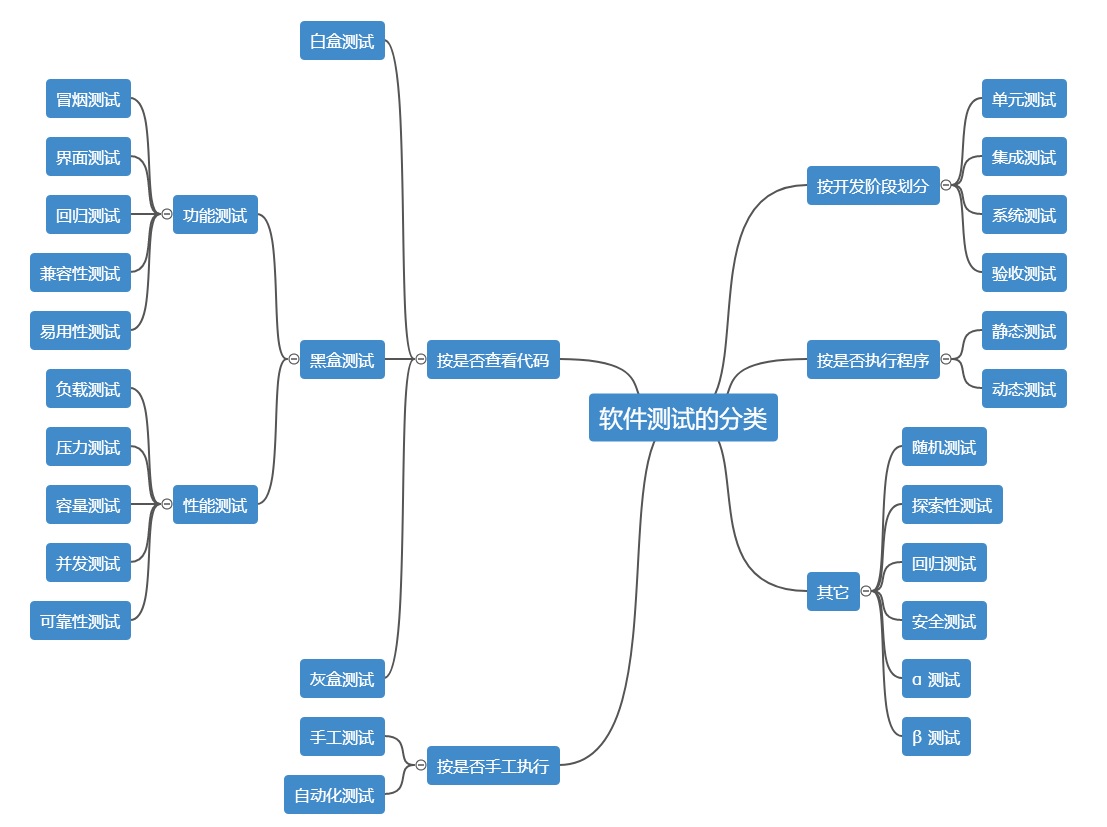 软件测试的分类
按开发阶段划分
单元测试
集成测试
系统测试
验收测试
按是否执行程序
静态测试
动态测试
其它
随机测试
探索性测试
回归测试
安全测试
α 测试
β 测试
按是否查看代码
白盒测试
黑盒测试
功能测试
冒烟测试
界面测试
回归测试
兼容性测试
易用性测试
性能测试
负载测试
压力测试
容量测试
并发测试
可靠性测试
灰盒测试
按是否手工执行
手工测试
自动化测试